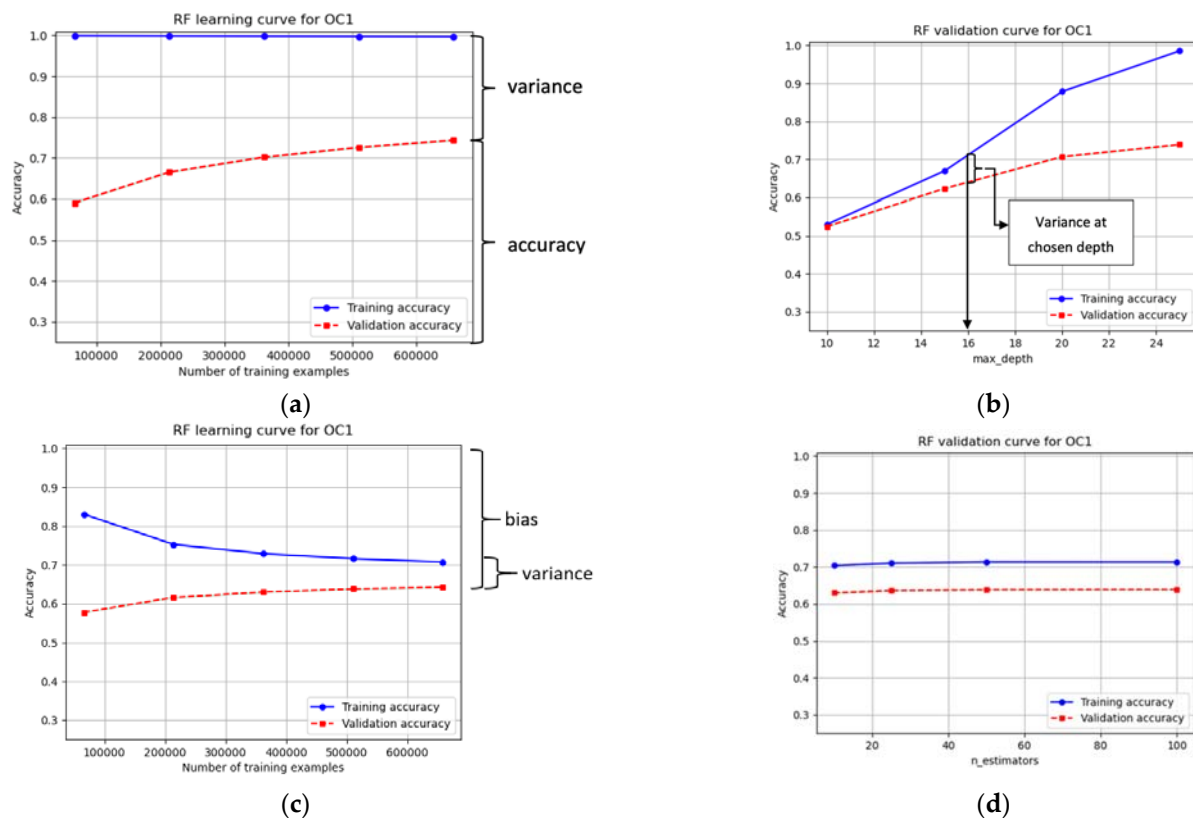 RF learning curve for OC1
1.0
0.9
0.8
0.7
0.6
0.5
0.4
0.3
Accuracy
variance
accuracy
Training accuracy
Validation accuracy
100000 200000 300000 400000 500000 600000
Number of training examples
(a)
RF validation curve for OC1
1.0
0.9
0.8
0.7
0.6
0.5
0.4
0.3
Accuracy
Variance at
chosen depth
Training accuracy
Validation accuracy
10 12 14 16 18 20 22 24
max_depth
(b)
RF learning curve for OC1
1.0
0.9
0.8
0.7
0.6
0.5
0.4
0.3
Accuracy
bias
variance
Training accuracy
Validation accuracy
100000 200000 300000 400000 500000 600000
Number of training examples
(c)
RF validation curve for OC1
1.0
0.9
0.8
0.7
0.6
0.5
0.4
0.3
Accuracy
Training accuracy
Validation accuracy
20 40 60 80 100
n_estimators
(d)